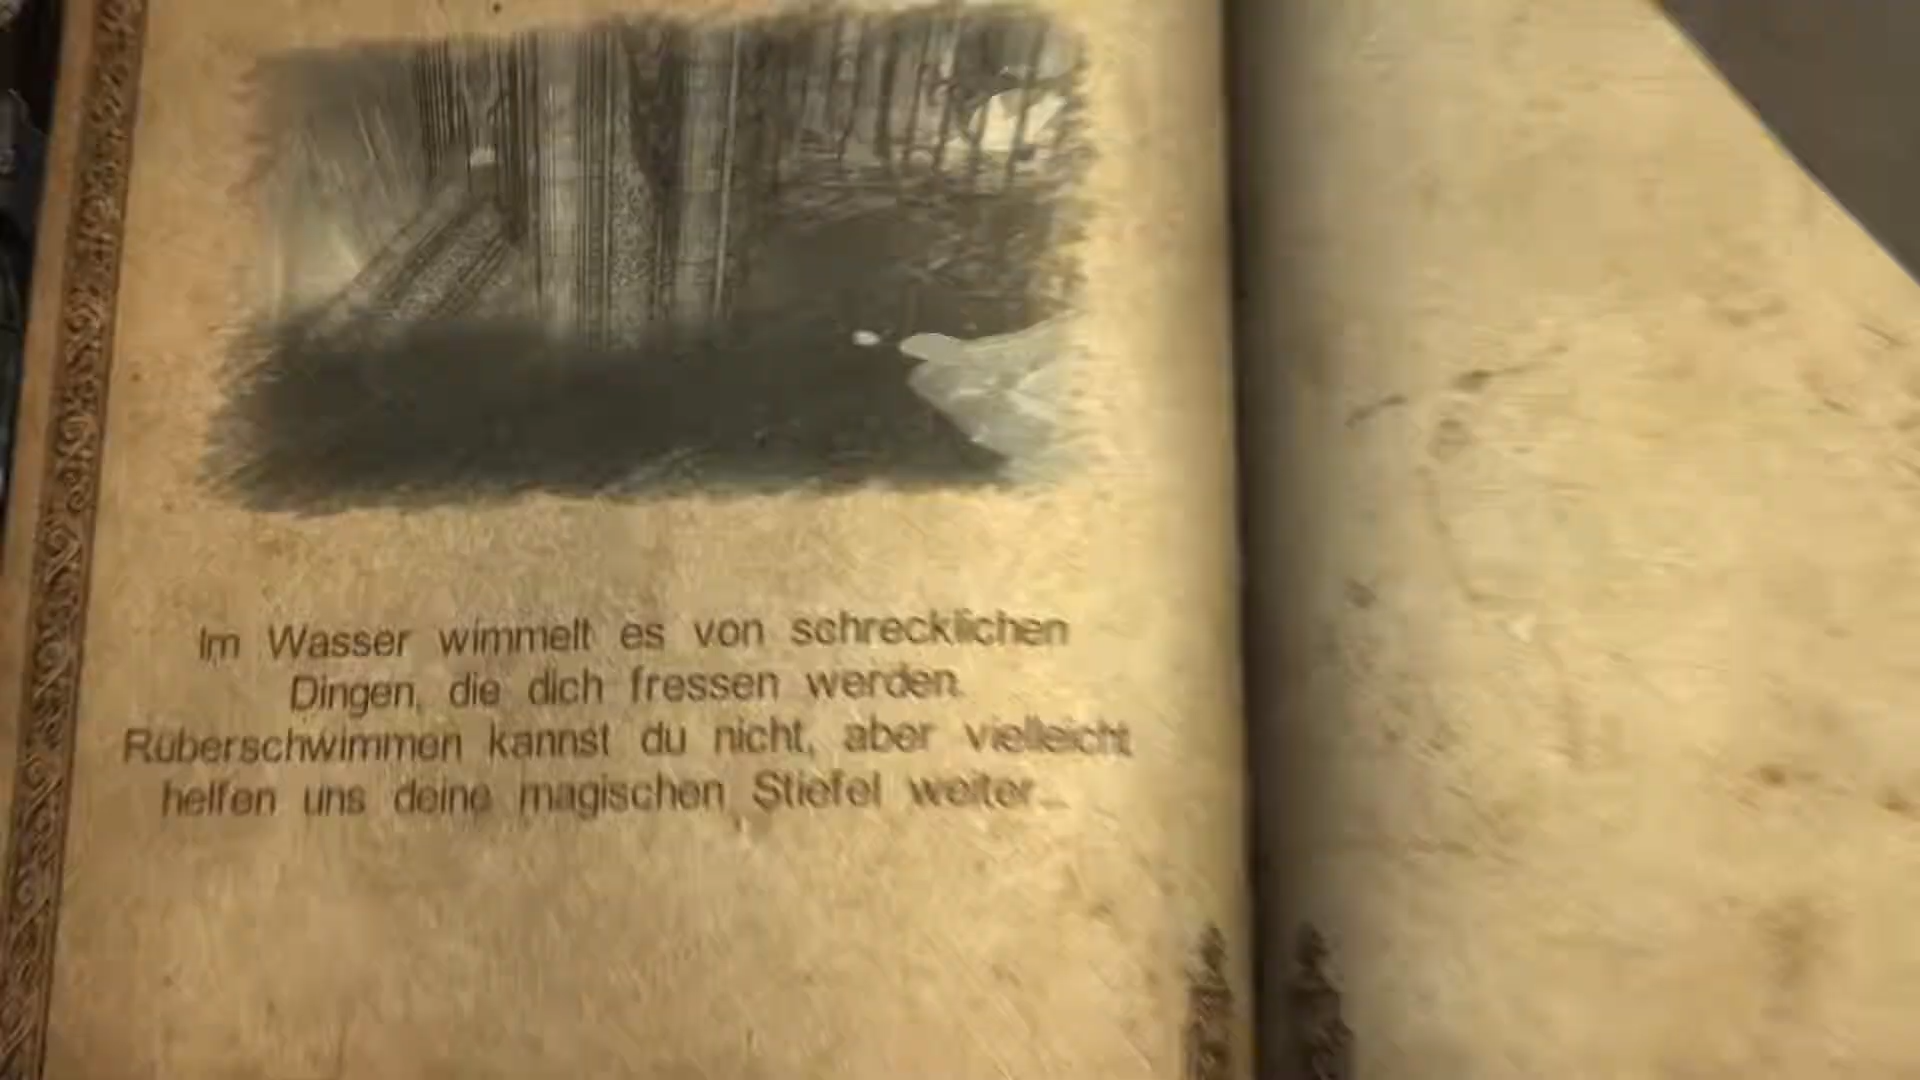 Im Wasser wimmelt es von schrecklichen
Dingen, die dich fressen werden.
Rüberschwimmen kannst du nicht, aber vielleicht
helfen uns deine magischen Stiefel weiter...